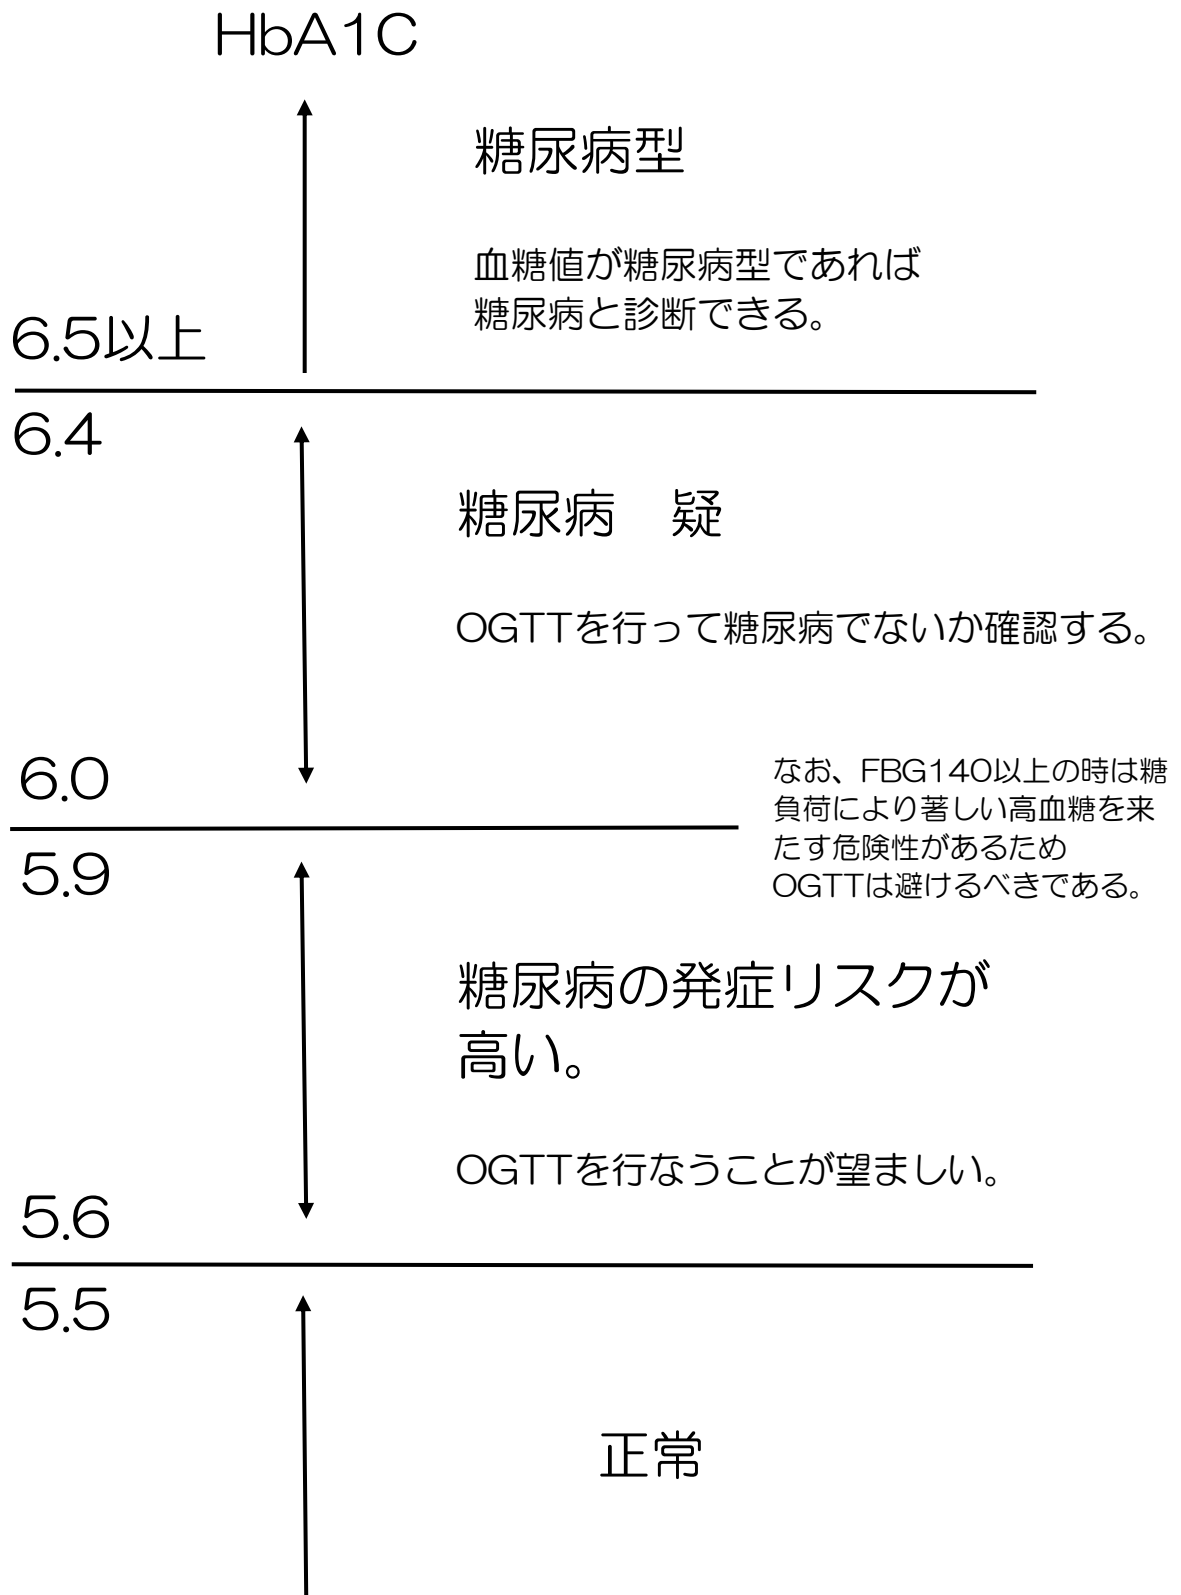 HbA1C
糖尿病型
血糖値が糖尿病型であれば
糖尿病と診断できる。
6.5以上
6.4
糖尿病　疑
OGTTを行って糖尿病でないか確認する。
6.0
なお、FBG140以上の時は糖
負荷により著しい高血糖を来
たす危険性があるため
OGTTは避けるべきである。
5.9
糖尿病の発症リスクが
高い。
OGTTを行なうことが望ましい。
5.6
5.5
正常